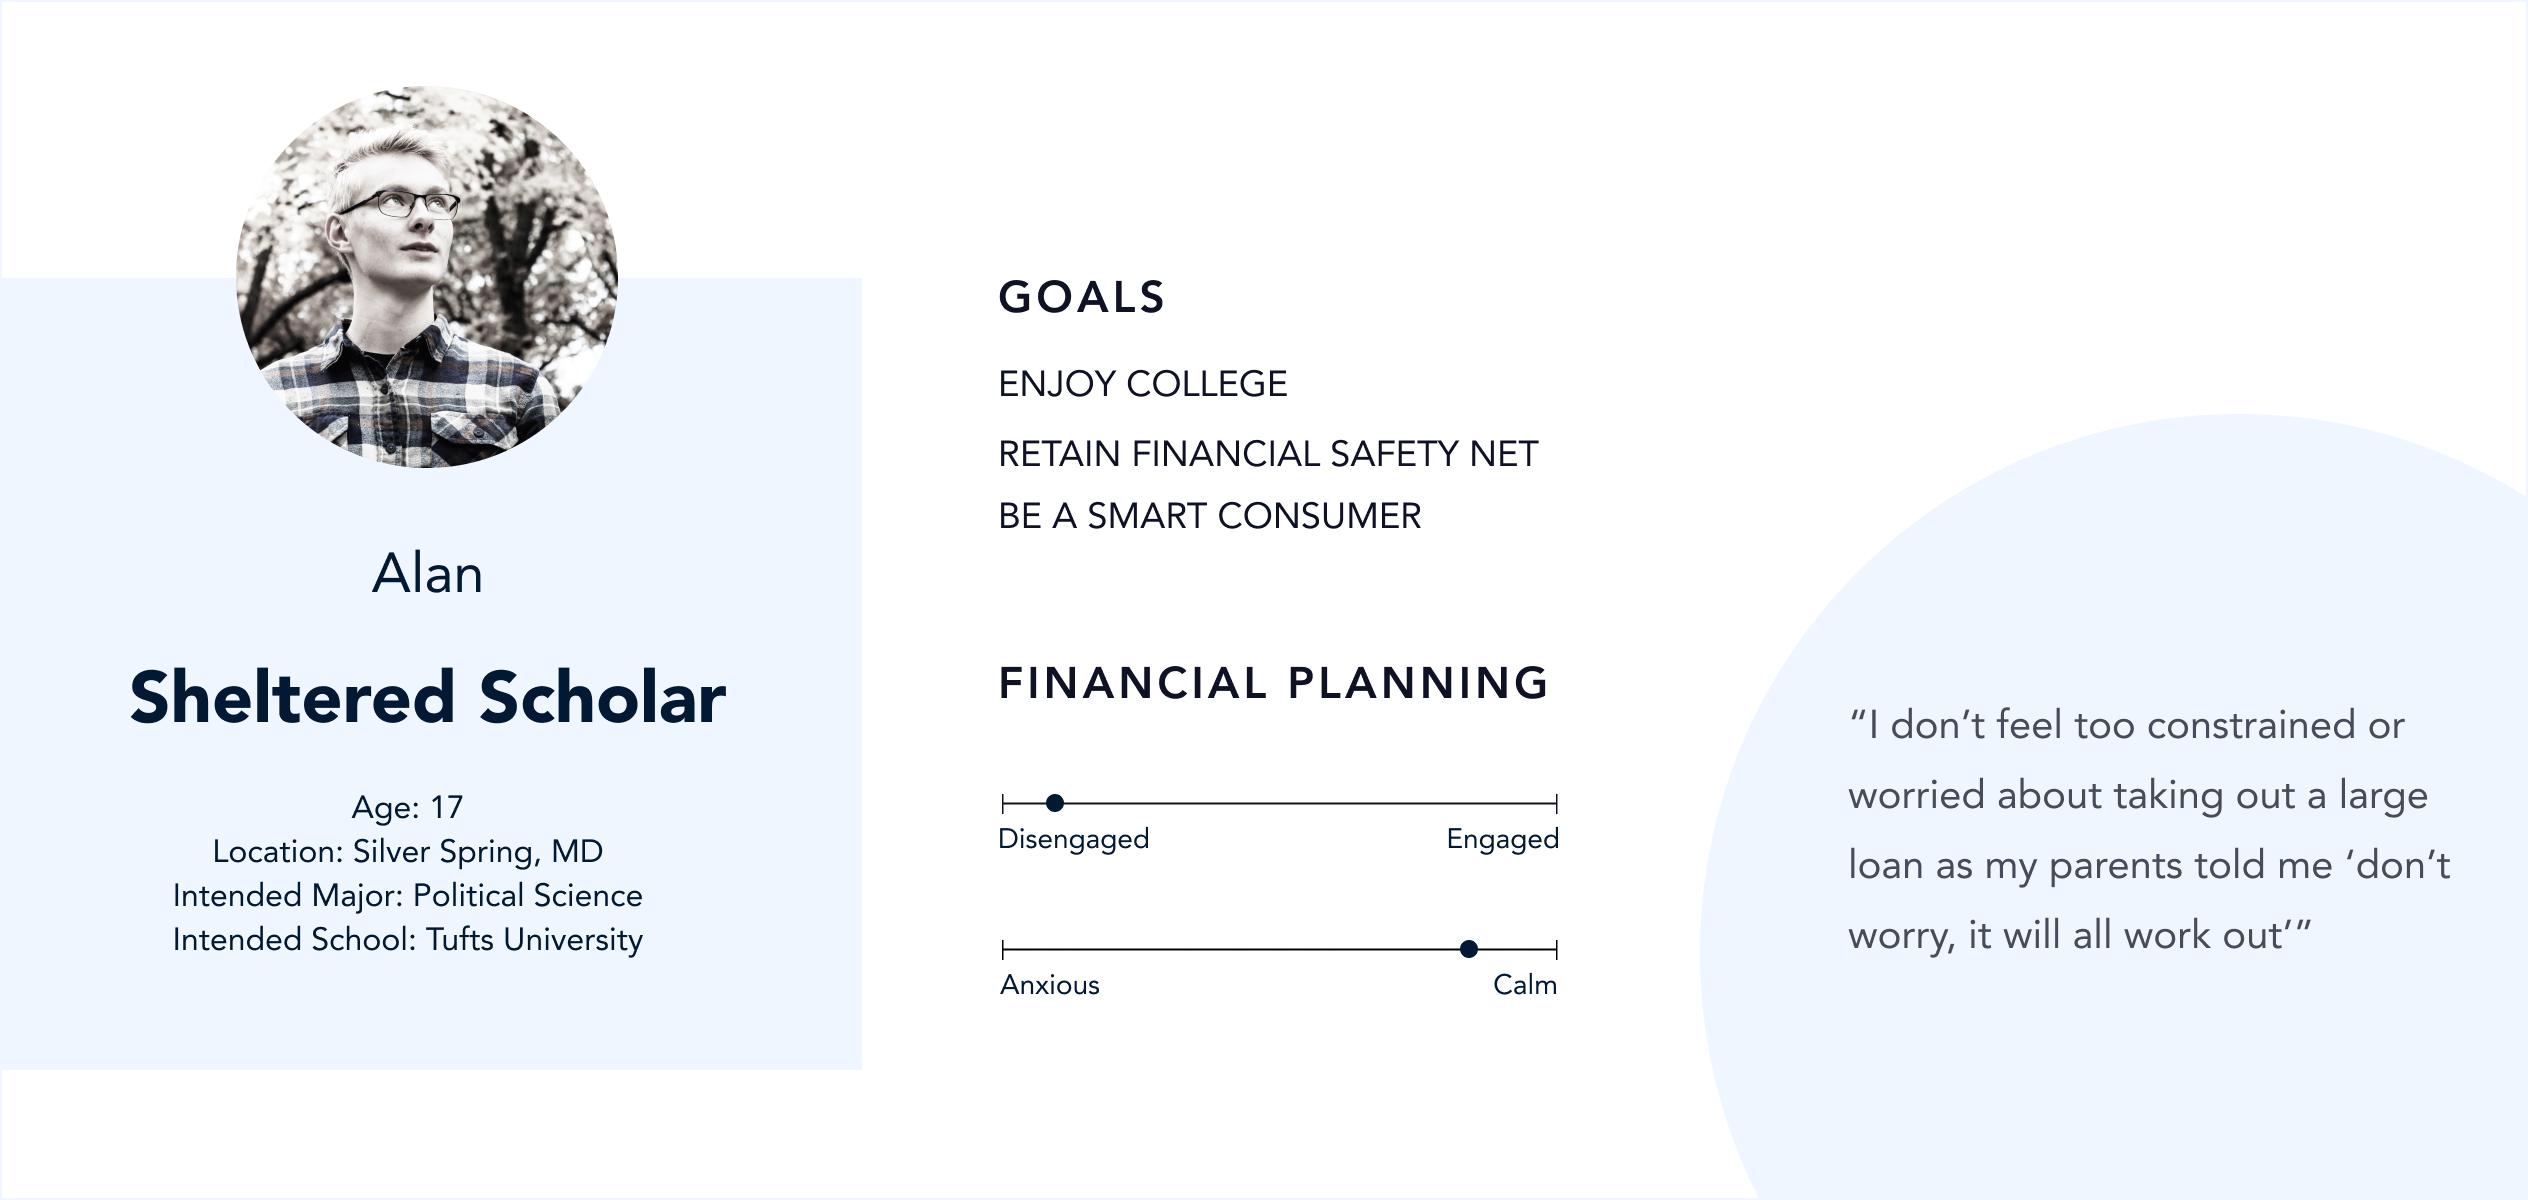 Alan
Sheltered Scholar
Age: 17
Location: Silver Spring, MD
Intended Major: Political Science
Intended School: Tufts University
GOALS
ENJOY COLLEGE
RETAIN FINANCIAL SAFETY NET
BE A SMART CONSUMER
FINANCIAL PLANNING
Disengaged Engaged
Anxious Calm
“I don’t feel too constrained or
worried about taking out a large
loan as my parents told me ‘don’t
worry, it will all work out’”